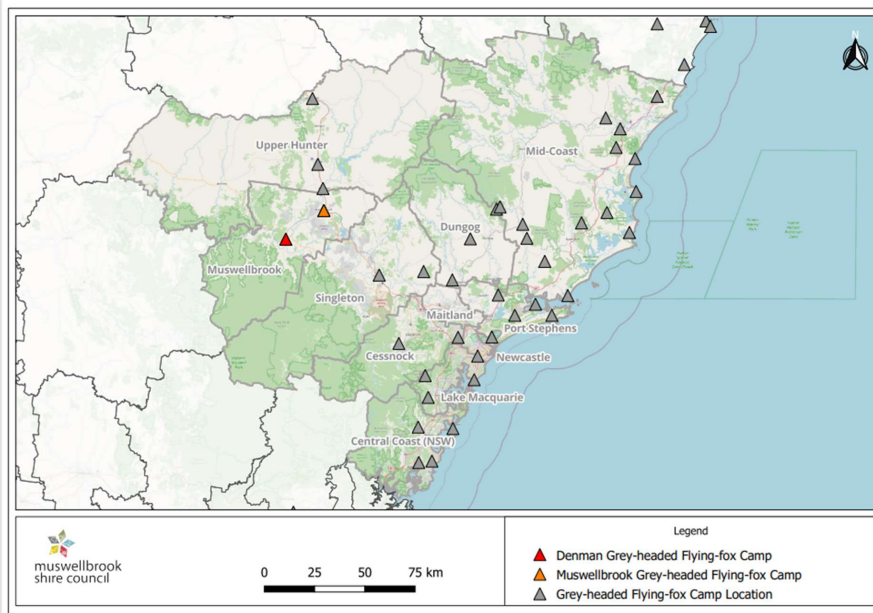 N
Upper Hunter
Mid-Coast
Dungog
Muswellbrook
Singleton
Maitland
Port Stephens
Cessnock
Newcastle
Lake Macquarie
Central Coast (NSW)
muswellbrook
shire council
0 25 50 75 km
Legend
Denman Grey-headed Flying-fox Camp
Muswellbrook Grey-headed Flying-fox Camp
Grey-headed Flying-fox Camp Location